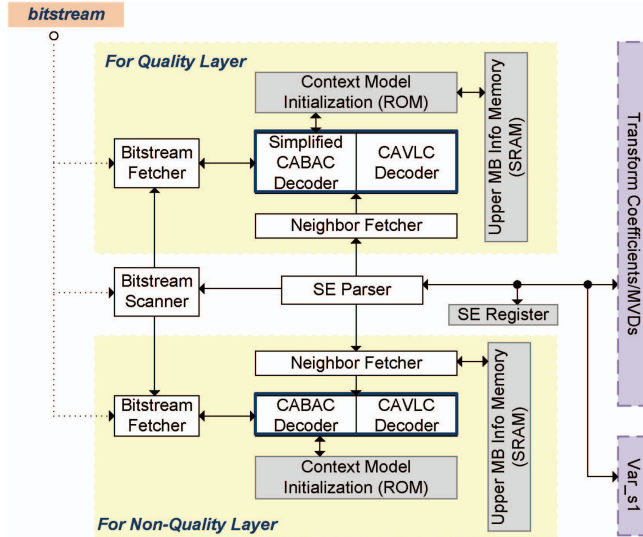 bitstream
For Quality Layer
Context Model
Initialization (ROM)
Upper MB Info Memory
(SRAM)
Transform Coefficients/MVDs
Bitstream
Fetcher
Simplified
CABAC
Decoder
CAVLC
Decoder
Neighbor Fetcher
Bitstream
Scanner
SE Parser
SE Register
Neighbor Fetcher
Bitstream
Fetcher
CABAC
Decoder
CAVLC
Decoder
Upper MB Info Memory
(SRAM)
Context Model
Initialization (ROM)
Var_s1
For Non-Quality Layer